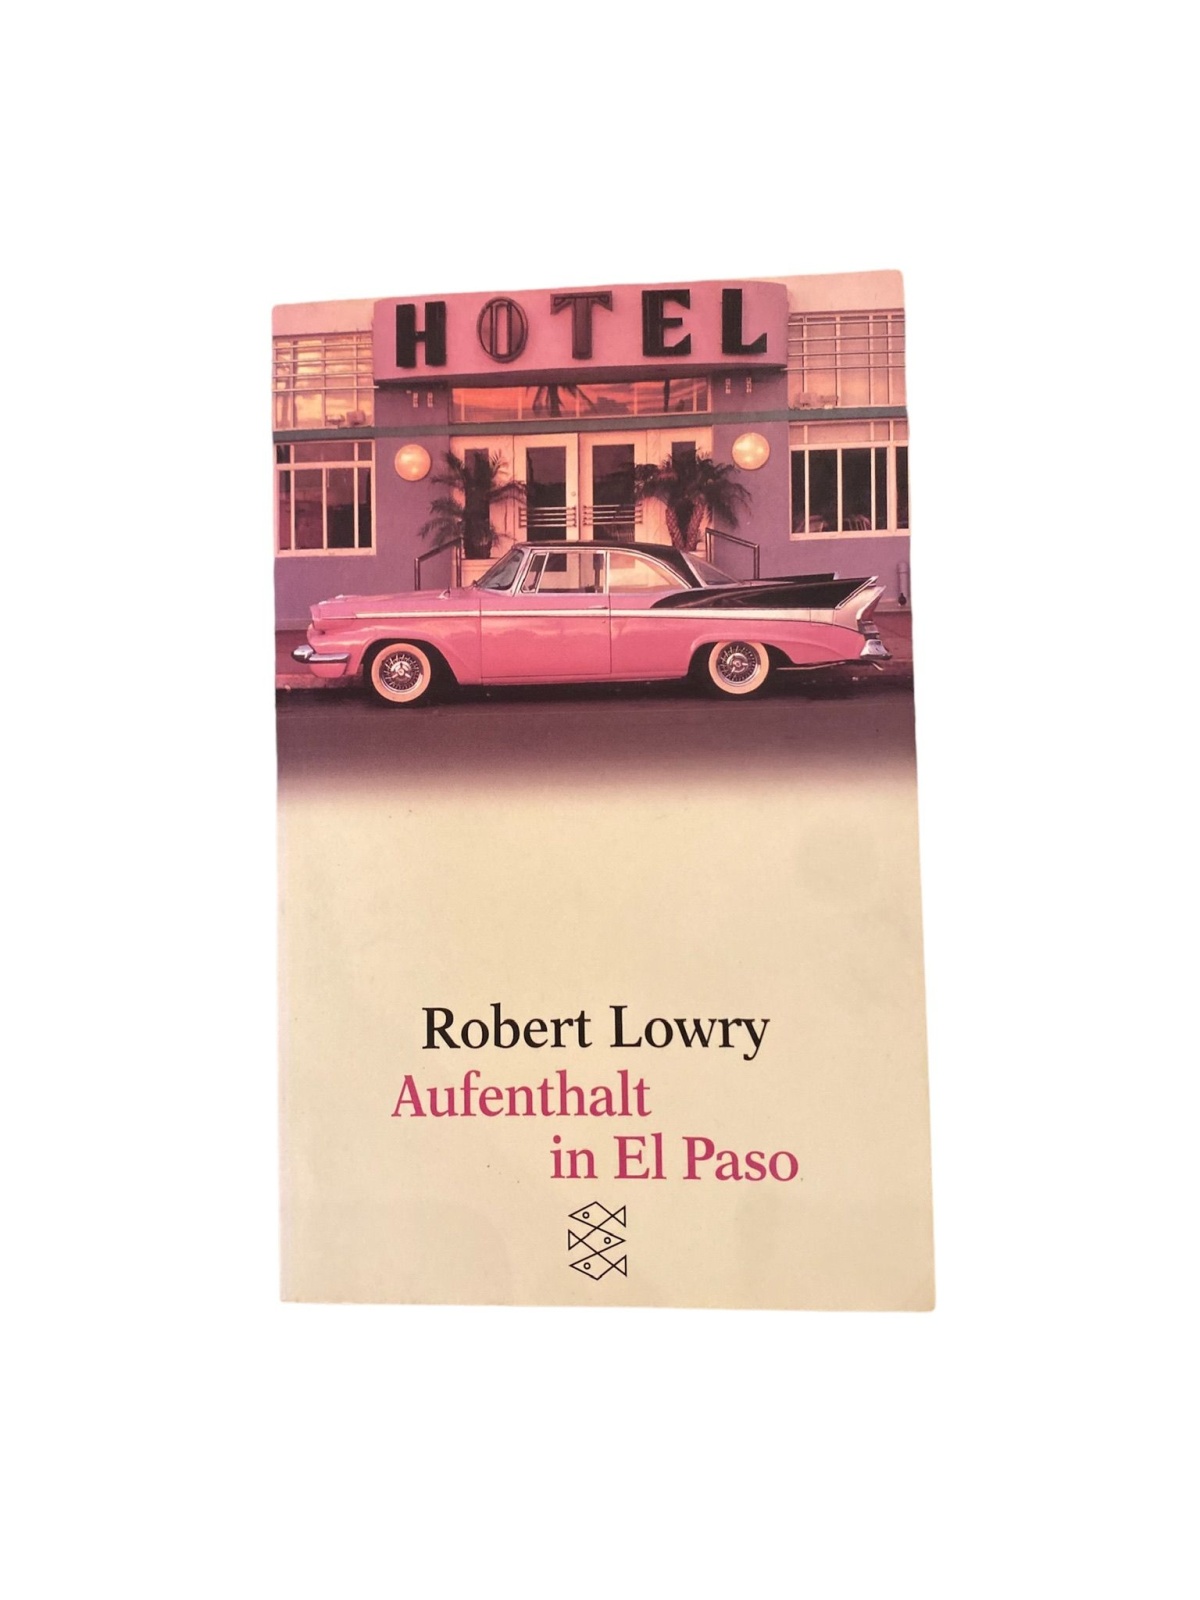 HOTEL
Robert Lowry
Aufenthalt
in El Paso